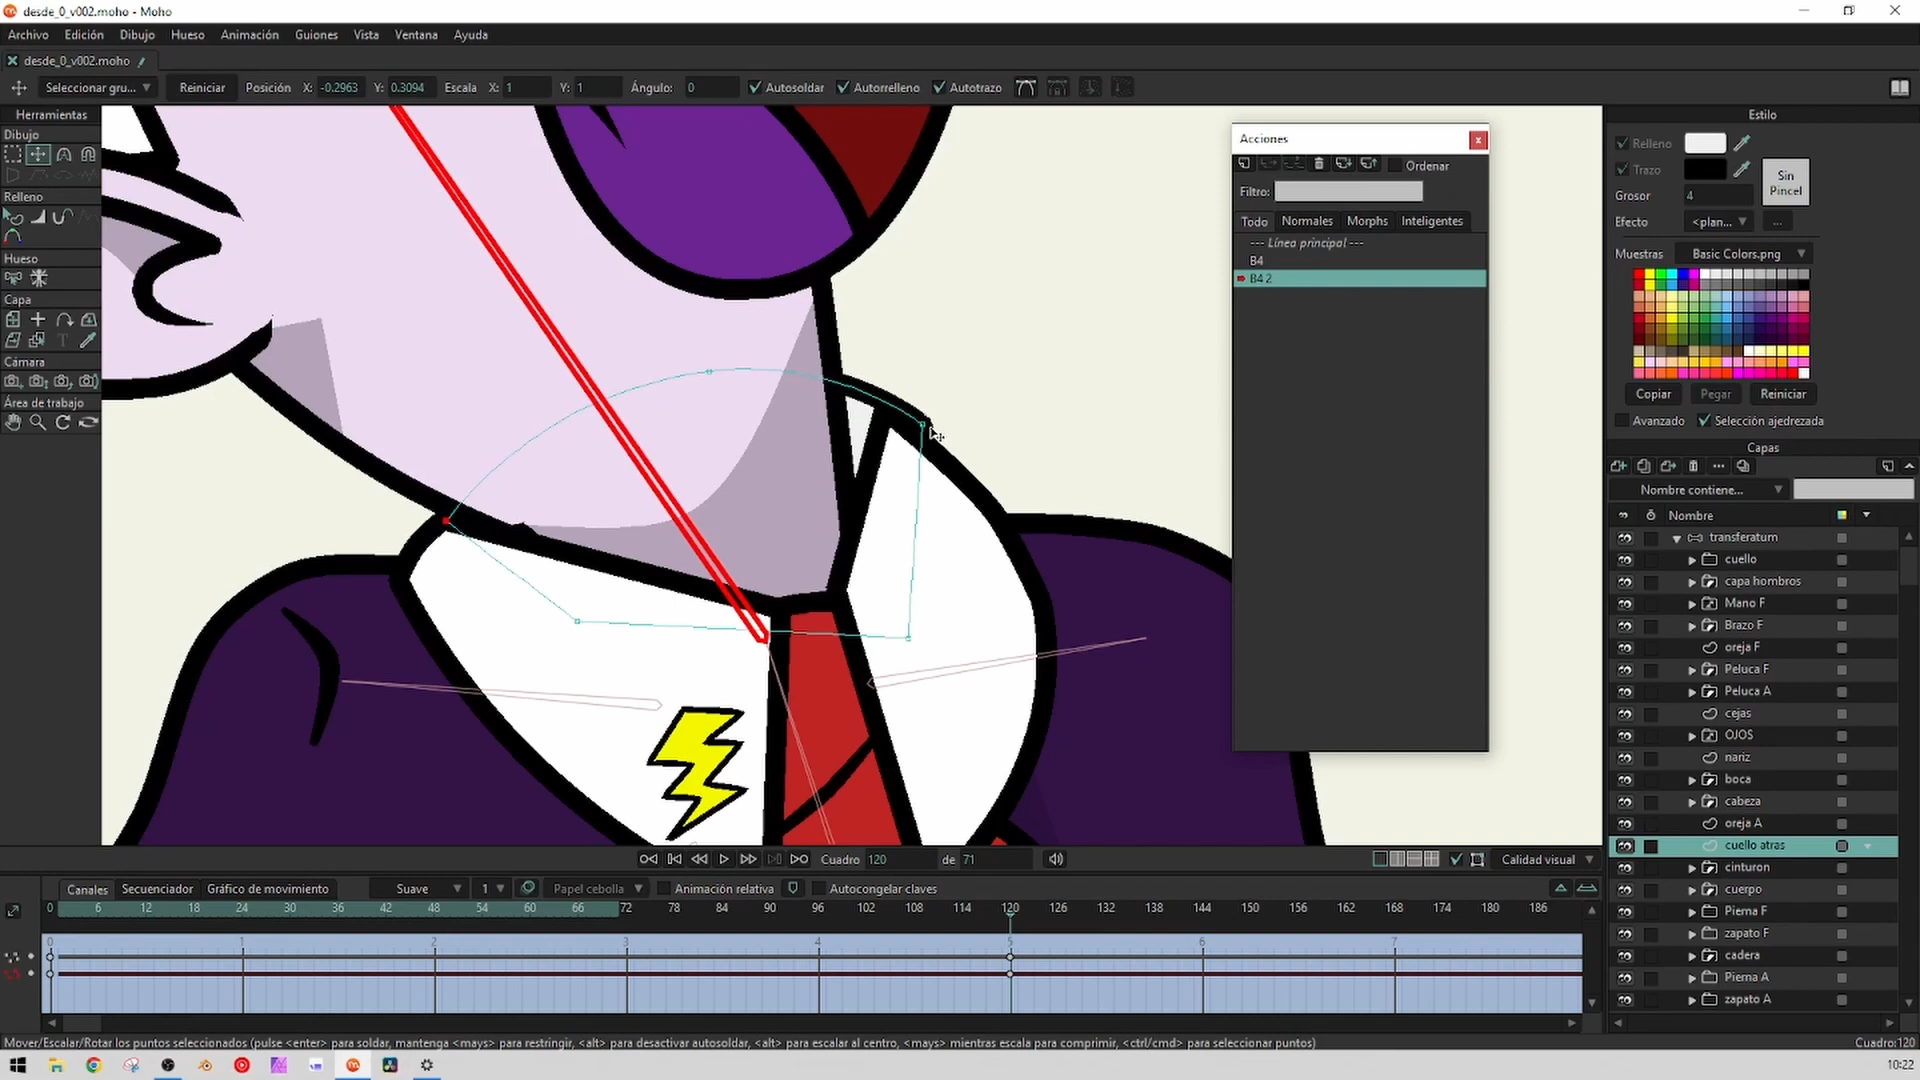 desde_0_v002.moho - Moho
Archivo Edición Dibujo Hueso Animación Guiones Vista Ventana Ayuda
desde_0_v002.moho
Seleccionar gru... Reiniciar Posición X: -0.2963 Y: 0.3094 Escala X: 1 Y: 1 Ángulo: 0 Autosoldar Autorrelleno Autotrazo
Herramientas
Dibujo
Relleno
Hueso
Capa
Cámara
Área de trabajo
Acciones
Ordenar
Filtro:
Todo Normales Morphs Inteligentes
--- Línea principal ---
B4
B4 2
Estilo
Relleno
Trazo
Sin Pincel
Grosor 4
Efecto <plan... ...
Muestras Basic Colors.png
Copiar Pegar Reiniciar
Avanzado Selección ajedrezada
Capas
Nombre contiene...
Nombre
transferatum
cuello
capa hombros
Mano F
Brazo F
oreja F
Peluca F
Peluca A
cejas
OJOS
nariz
boca
cabeza
oreja A
cuello atras
cinturon
cuerpo
Pierna F
zapato F
cadera
Pierna A
zapato A
Cuadro 120 de 71 Calidad visual
Canales Secuenciador Gráfico de movimiento Suave 1 Papel cebolla Animación relativa Autocongelar claves
0 6 12 18 24 30 36 42 48 54 60 66 72 78 84 90 96 102 108 114 120 126 132 138 144 150 156 162 168 174 180 186
0 1 2 3 4 5 6 7
Mover/Escalar/Rotar los puntos seleccionados (pulse <enter> para soldar, mantenga <mays> para restringir, <alt> para desactivar autosoldar, <alt> para escalar al centro, <mays> mientras escala para comprimir, <ctrl/cmd> para seleccionar puntos)
Cuadro:120
10:22